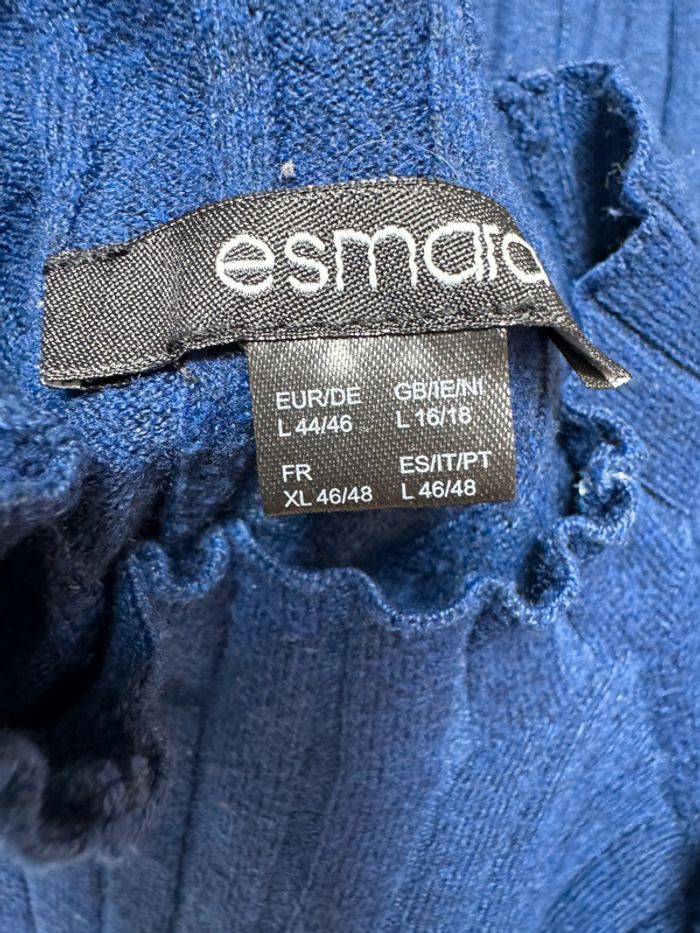 esmara
EUR/DE GB/IE/NI
L 44/46 L 16/18
FR ES/IT/PT
XL 46/48 L 46/48